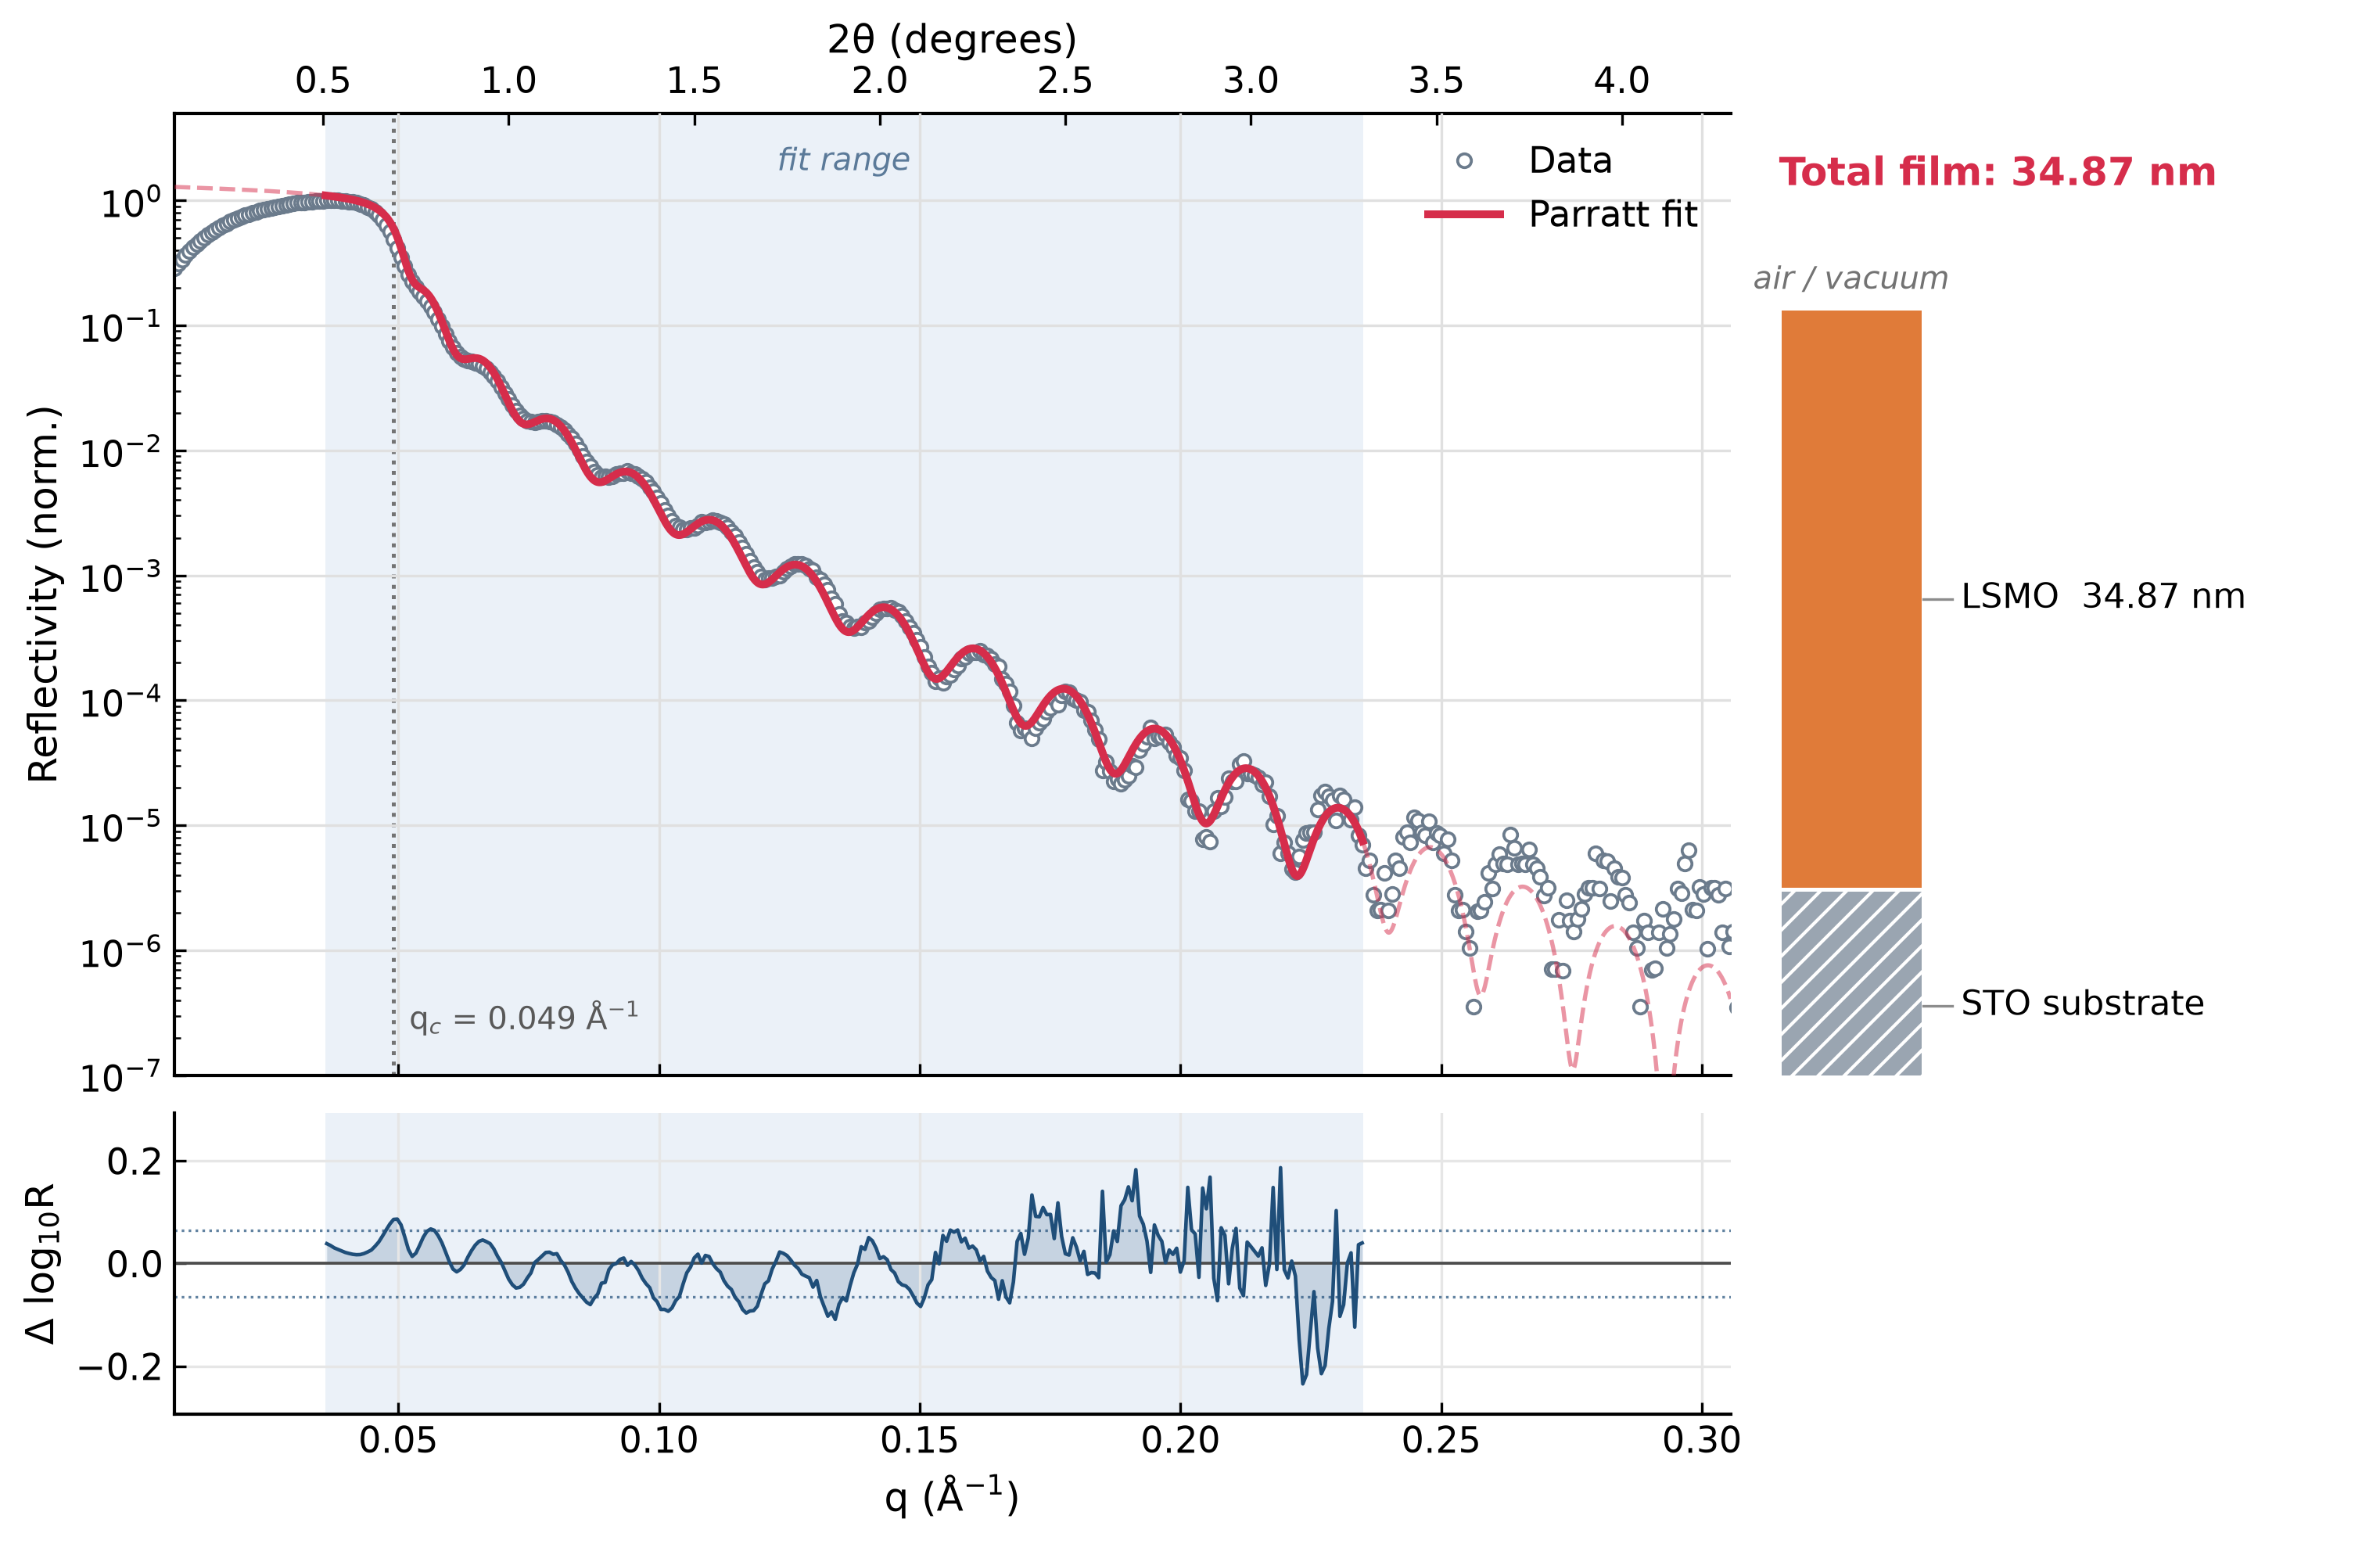 2θ (degrees)
0.5 1.0 1.5 2.0 2.5 3.0 3.5 4.0
fit range
Data
Parratt fit
Total film: 34.87 nm
air / vacuum
LSMO 34.87 nm
STO substrate
Reflectivity (norm.)
10⁰
10⁻¹
10⁻²
10⁻³
10⁻⁴
10⁻⁵
10⁻⁶
10⁻⁷
q_c = 0.049 Å⁻¹
Δ log₁₀R
0.2
0.0
−0.2
0.05 0.10 0.15 0.20 0.25 0.30
q (Å⁻¹)